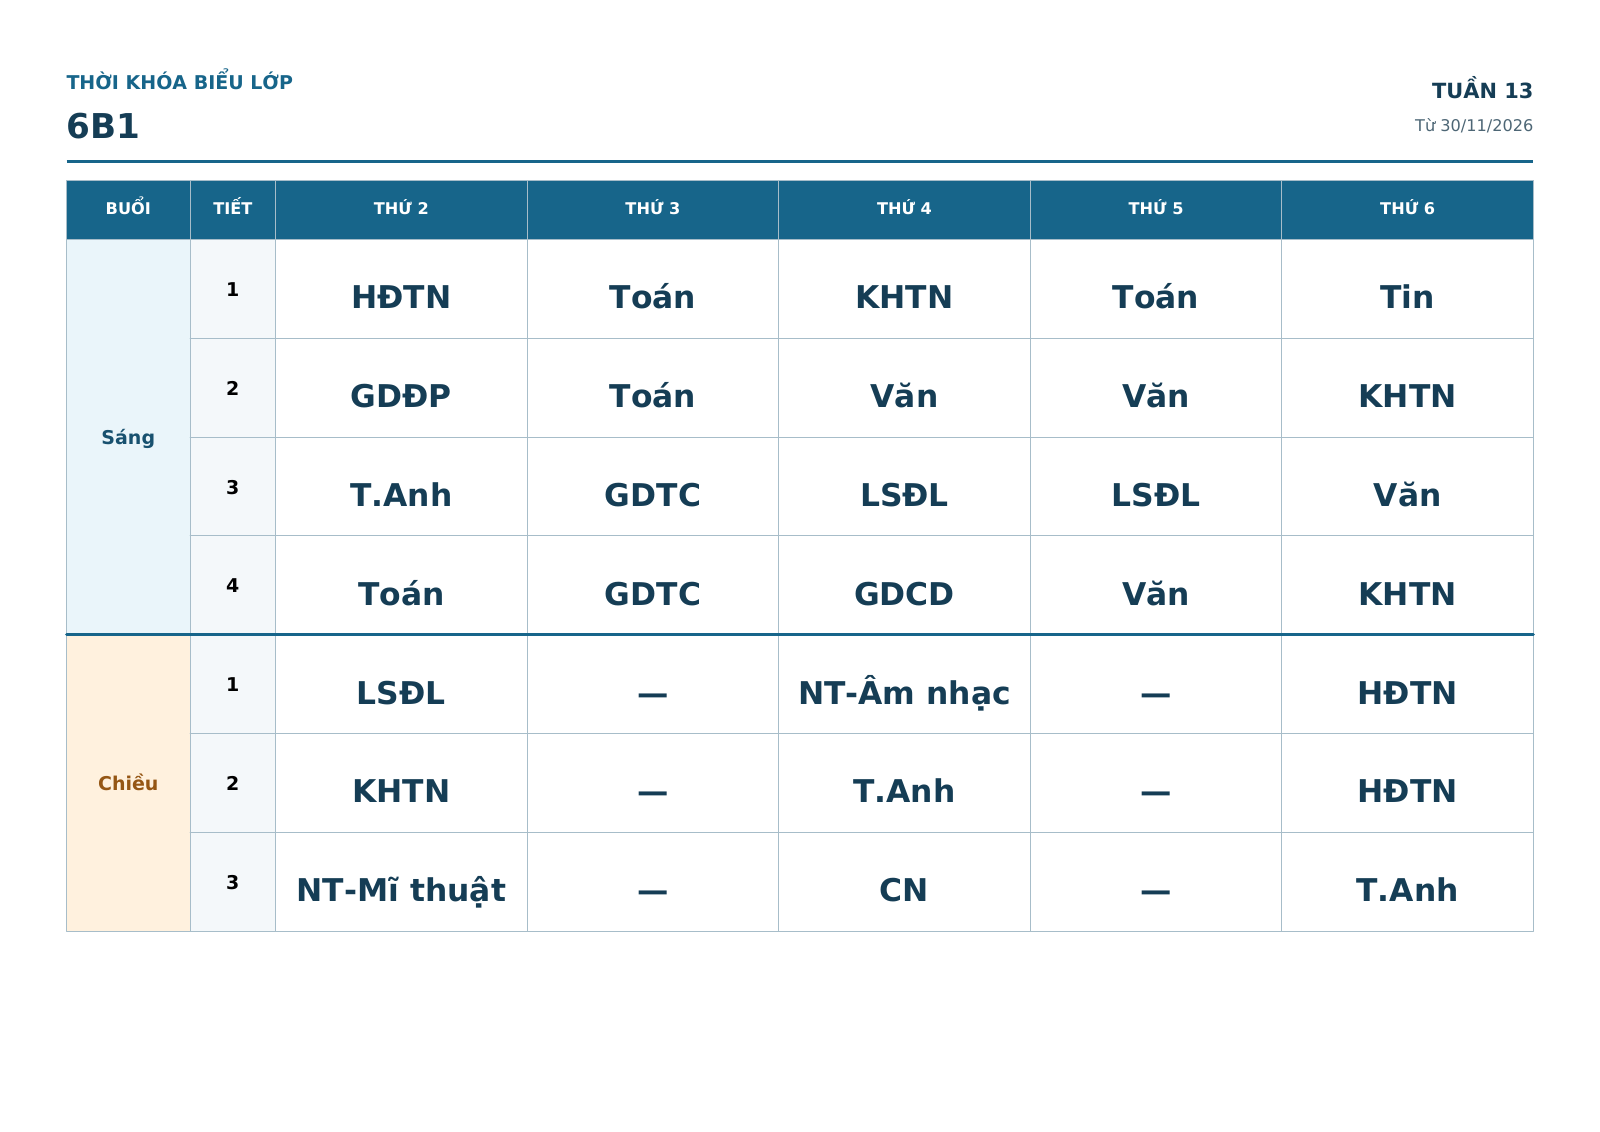 THỜI KHÓA BIỂU LỚP
6B1
TUẦN 13
Từ 30/11/2026
BUỔI TIẾT THỨ 2 THỨ 3 THỨ 4 THỨ 5 THỨ 6
Sáng
1 HĐTN Toán KHTN Toán Tin
2 GDĐP Toán Văn Văn KHTN
3 T.Anh GDTC LSĐL LSĐL Văn
4 Toán GDTC GDCD Văn KHTN
Chiều
1 LSĐL — NT-Âm nhạc — HĐTN
2 KHTN — T.Anh — HĐTN
3 NT-Mĩ thuật — CN — T.Anh